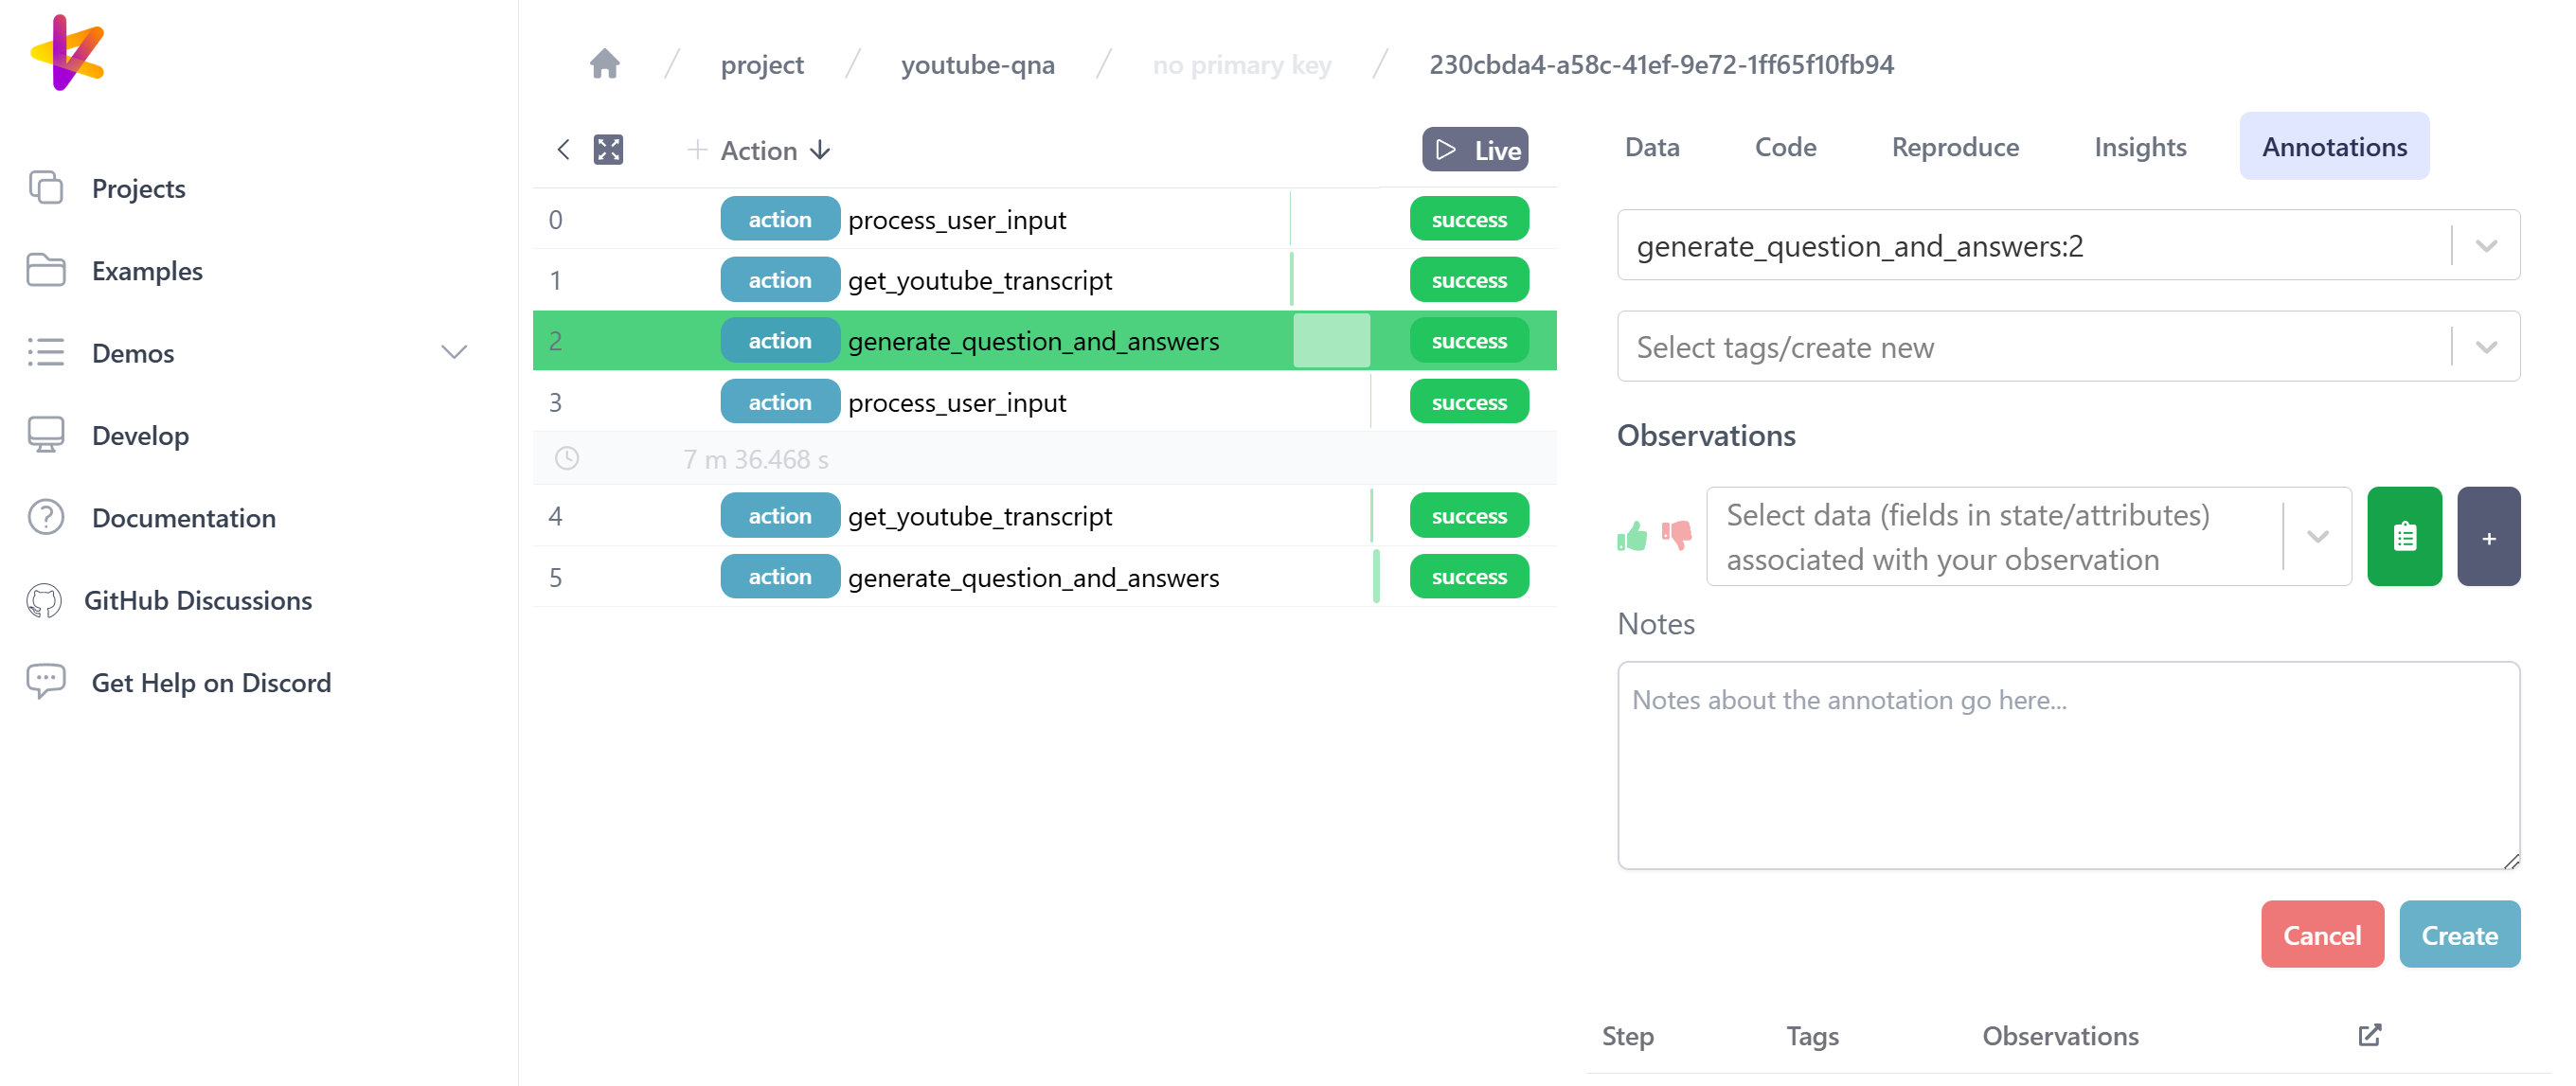 project / youtube-qna / no primary key / 230cbda4-a58c-41ef-9e72-1ff65f10fb94
Projects
Examples
Demos
Develop
Documentation
GitHub Discussions
Get Help on Discord
Action
Live
0 action process_user_input success
1 action get_youtube_transcript success
2 action generate_question_and_answers success
3 action process_user_input success
7 m 36.468 s
4 action get_youtube_transcript success
5 action generate_question_and_answers success
Data Code Reproduce Insights Annotations
generate_question_and_answers:2
Select tags/create new
Observations
Select data (fields in state/attributes)
associated with your observation
+
Notes
Notes about the annotation go here...
Cancel Create
Step Tags Observations